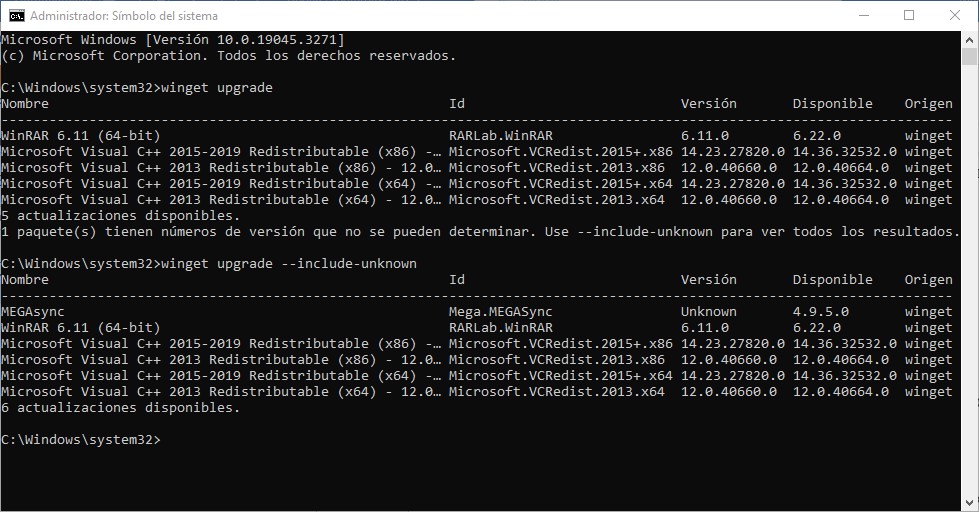 Administrador: Símbolo del sistema
Microsoft Windows [Versión 10.0.19045.3271]
(c) Microsoft Corporation. Todos los derechos reservados.
C:\Windows\system32>winget upgrade
Nombre Id Versión Disponible Origen
--------------------------------------------------------------------------------
WinRAR 6.11 (64-bit) RARLab.WinRAR 6.11.0 6.22.0 winget
Microsoft Visual C++ 2015-2019 Redistributable (x86) -… Microsoft.VCRedist.2015+.x86 14.23.27820.0 14.36.32532.0 winget
Microsoft Visual C++ 2013 Redistributable (x86) - 12.0… Microsoft.VCRedist.2013.x86 12.0.40660.0 12.0.40664.0 winget
Microsoft Visual C++ 2015-2019 Redistributable (x64) -… Microsoft.VCRedist.2015+.x64 14.23.27820.0 14.36.32532.0 winget
Microsoft Visual C++ 2013 Redistributable (x64) - 12.0… Microsoft.VCRedist.2013.x64 12.0.40660.0 12.0.40664.0 winget
5 actualizaciones disponibles.
1 paquete(s) tienen números de versión que no se pueden determinar. Use --include-unknown para ver todos los resultados.
C:\Windows\system32>winget upgrade --include-unknown
Nombre Id Versión Disponible Origen
--------------------------------------------------------------------------------
MEGAsync Mega.MEGASync Unknown 4.9.5.0 winget
WinRAR 6.11 (64-bit) RARLab.WinRAR 6.11.0 6.22.0 winget
Microsoft Visual C++ 2015-2019 Redistributable (x86) -… Microsoft.VCRedist.2015+.x86 14.23.27820.0 14.36.32532.0 winget
Microsoft Visual C++ 2013 Redistributable (x86) - 12.0… Microsoft.VCRedist.2013.x86 12.0.40660.0 12.0.40664.0 winget
Microsoft Visual C++ 2015-2019 Redistributable (x64) -… Microsoft.VCRedist.2015+.x64 14.23.27820.0 14.36.32532.0 winget
Microsoft Visual C++ 2013 Redistributable (x64) - 12.0… Microsoft.VCRedist.2013.x64 12.0.40660.0 12.0.40664.0 winget
6 actualizaciones disponibles.
C:\Windows\system32>